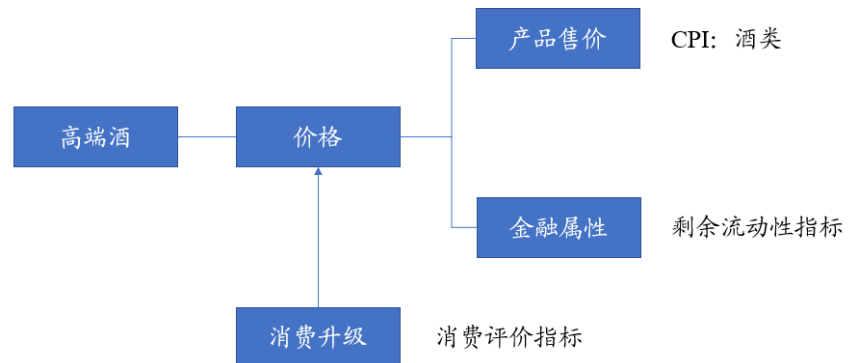 产品售价
CPI：酒类
高端酒
价格
金融属性
剩余流动性指标
消费升级
消费评价指标